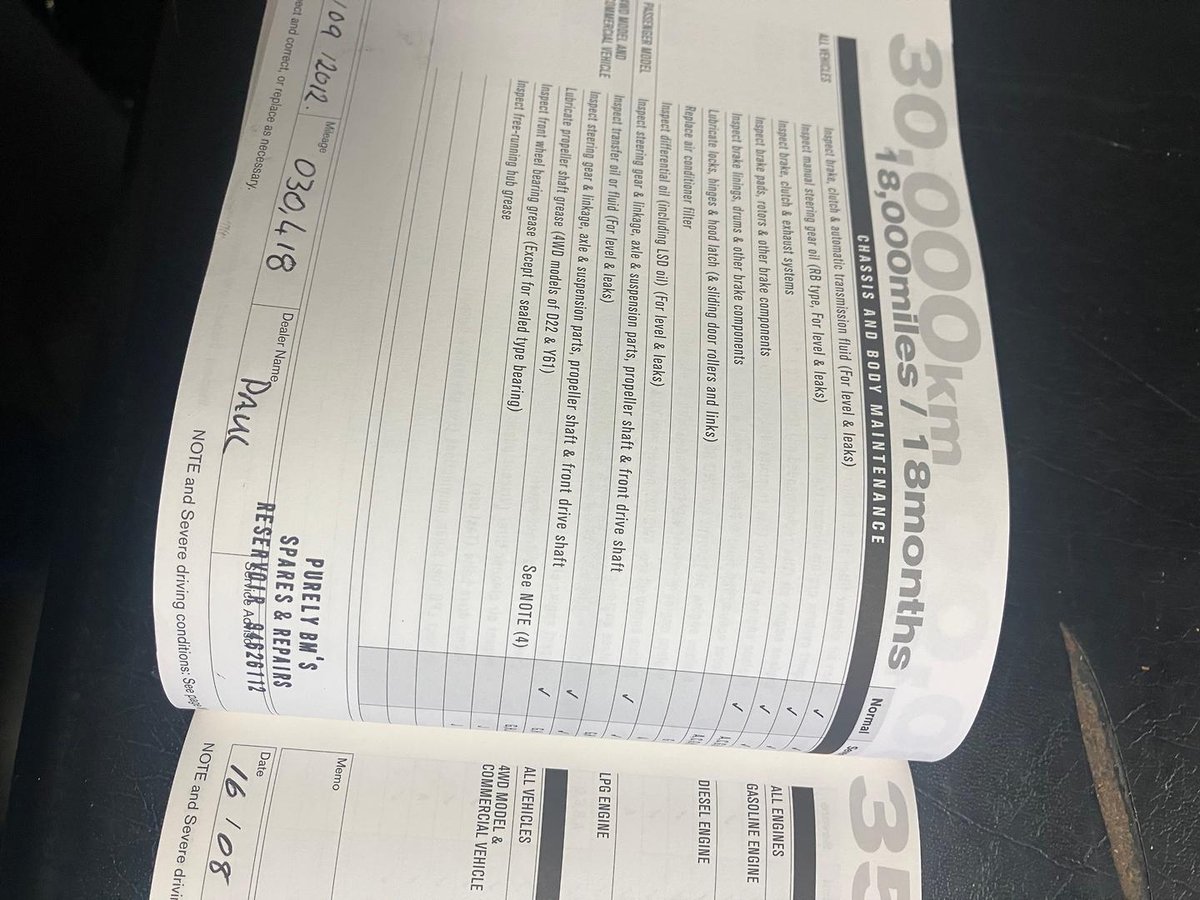 30,000km
18,000miles / 18months
CHASSIS AND BODY MAINTENANCE
Normal
ALL VEHICLES
Inspect brake, clutch & automatic transmission fluid (For level & leaks)
Inspect manual steering gear oil (RB type, For level & leaks) ✓
Inspect brake, clutch & exhaust systems ✓
Inspect brake pads, rotors & other brake components ✓
Inspect brake linings, drums & other brake components ✓
Lubricate locks, hinges & hood latch (& sliding door rollers and links)
Replace air conditioner filter
Inspect differential oil (including LSD oil) (For level & leaks)
PASSENGER MODEL
Inspect steering gear & linkage, axle & suspension parts, propeller shaft & front drive shaft ✓
4WD MODEL AND
COMMERCIAL VEHICLE
Inspect transfer oil or fluid (For level & leaks)
Inspect steering gear & linkage, axle & suspension parts, propeller shaft & front drive shaft ✓
Lubricate propeller shaft grease (4WD models of D22 & Y61) ✓
Inspect front wheel bearing grease (Except for sealed type bearing)
Inspect free-running hub grease See NOTE (4)
/09/2012
Mileage
030,418
Dealer Name
PURELY BM'S
SPARES & REPAIRS
RESERVOIR 94626112
and correct, or replace as necessary.
NOTE and Severe driving conditions: See
35
ALL ENGINES
GASOLINE ENGINE
DIESEL ENGINE
LPG ENGINE
ALL VEHICLES
4WD MODEL &
COMMERCIAL VEHICLE
Memo
Date
16/08
NOTE and Severe